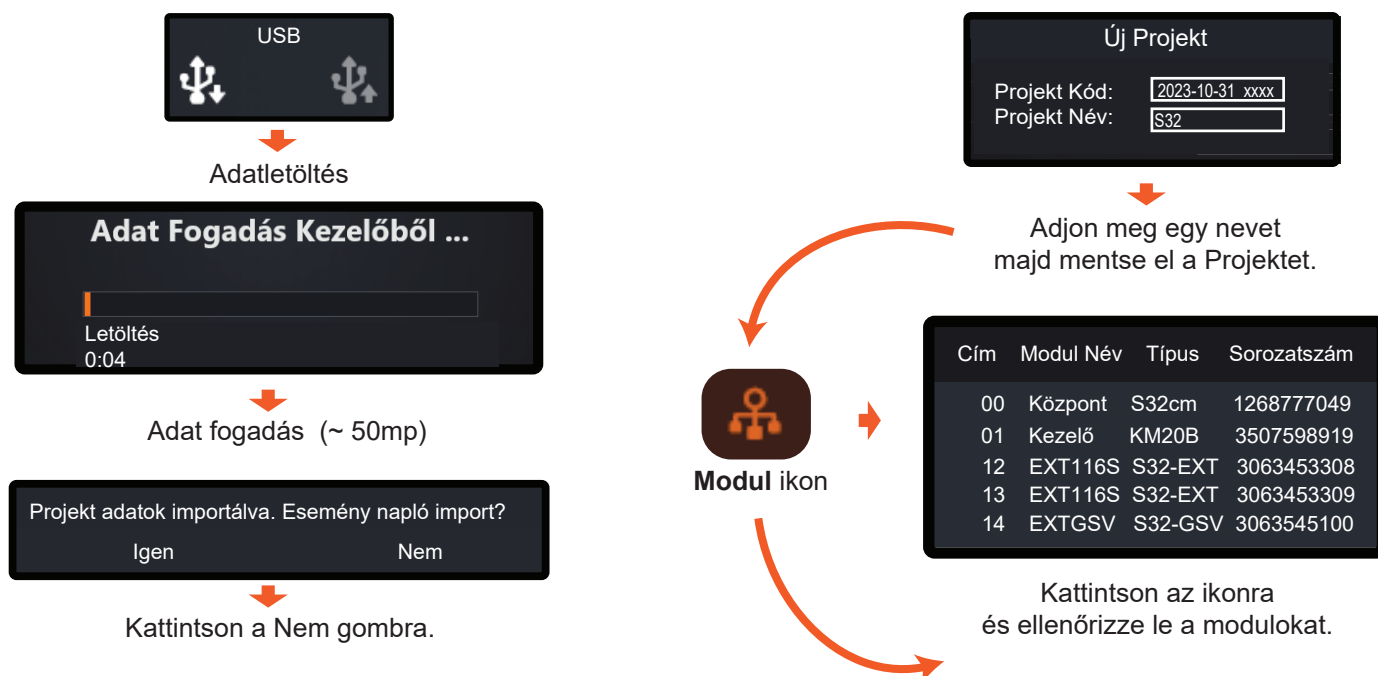 USB
Adatletöltés
Adat Fogadás Kezelőből ...
Letöltés
0:04
Adat fogadás (~ 50mp)
Projekt adatok importálva. Esemény napló import?
Igen Nem
Kattintson a Nem gombra.
Új Projekt
Projekt Kód: 2023-10-31 xxxx
Projekt Név: S32
Adjon meg egy nevet
majd mentse el a Projektet.
Modul ikon
Cím Modul Név Típus Sorozatszám
00 Központ S32cm 1268777049
01 Kezelő KM20B 3507598919
12 EXT116S S32-EXT 3063453308
13 EXT116S S32-EXT 3063453309
14 EXTGSV S32-GSV 3063545100
Kattintson az ikonra
és ellenőrizze le a modulokat.